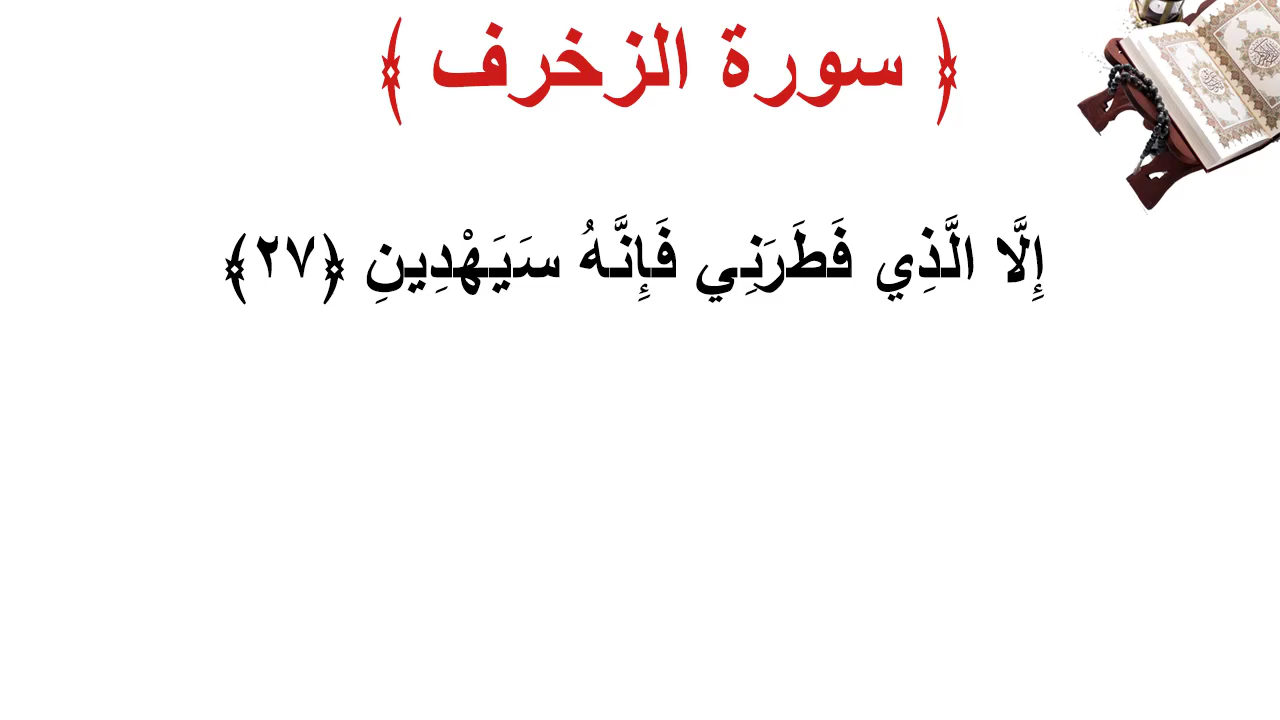 ﴿ سورة الزخرف ﴾
إِلَّا الَّذِي فَطَرَنِي فَإِنَّهُ سَيَهْدِينِ ﴿٢٧﴾